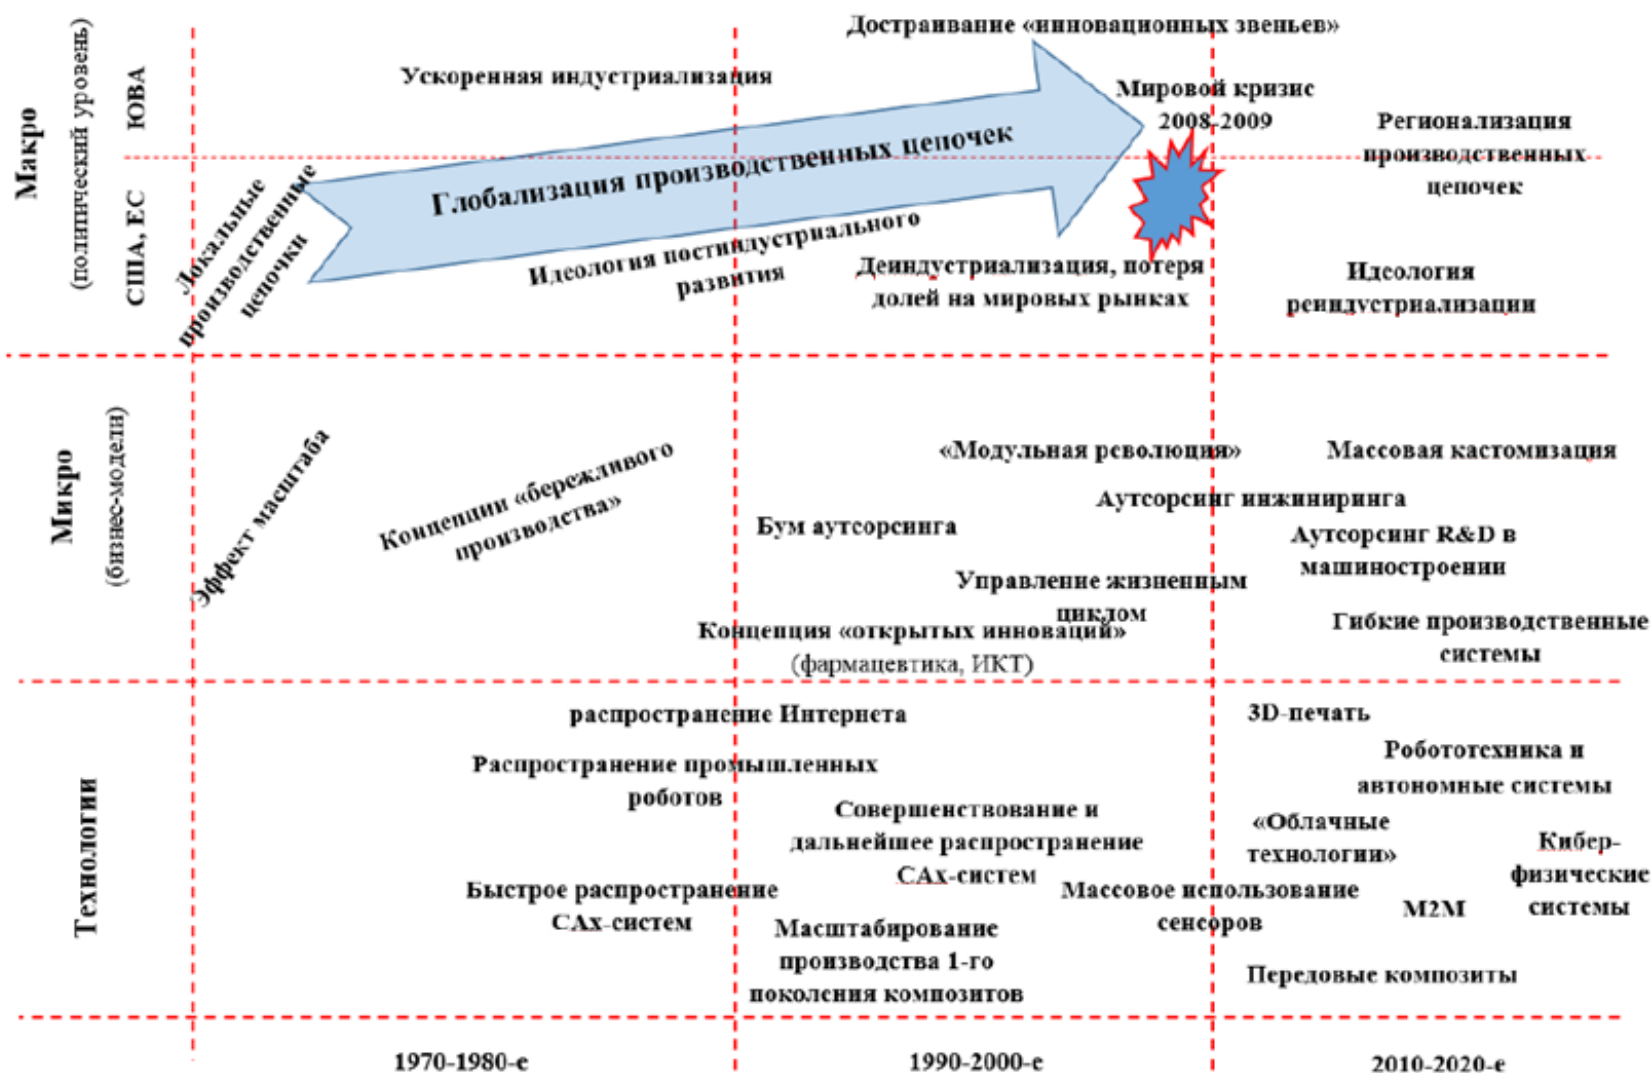 Макро
(политический уровень)
ЮВА
США, ЕС
Достраивание «инновационных звеньев»
Ускоренная индустриализация
Мировой кризис
2008-2009
Регионализация
производственных
цепочек
Глобализация производственных цепочек
Локальные
производственные
цепочки
Идеология постиндустриального
развития
Деиндустриализация, потеря
долей на мировых рынках
Идеология
реиндустриализации
Микро
(бизнес-модели)
Эффект масштаба
Концепции «бережливого
производства»
«Модульная революция»
Массовая кастомизация
Аутсорсинг инжиниринга
Бум аутсорсинга
Аутсорсинг R&D в
машиностроении
Управление жизненным
циклом
Концепция «открытых инноваций»
(фармацевтика, ИКТ)
Гибкие производственные
системы
Технологии
распространение Интернета
3D-печать
Распространение промышленных
роботов
Робототехника и
автономные системы
Совершенствование и
дальнейшее распространение
САх-систем
«Облачные
технологии»
Кибер-
физические
системы
Быстрое распространение
САх-систем
Массовое использование
сенсоров
M2M
Масштабирование
производства 1-го
поколения композитов
Передовые композиты
1970-1980-е
1990-2000-е
2010-2020-е